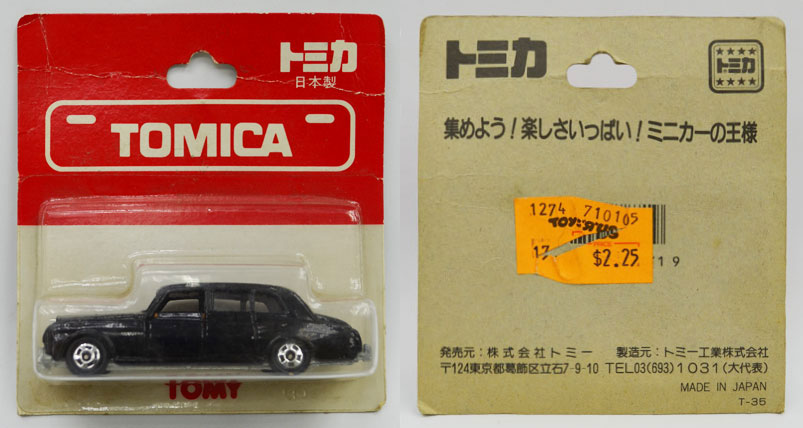 トミカ
日本製
TOMICA
TOMY
トミカ
トミカ
集めよう!楽しさいっぱい!ミニカーの王様
1274 710105
TOYS"R"US
17 PRICE
$2.25
719
発売元:株式会社トミー 製造元:トミー工業株式会社
〒124東京都葛飾区立石7-9-10 TEL03(693)1031(大代表)
MADE IN JAPAN
T-35